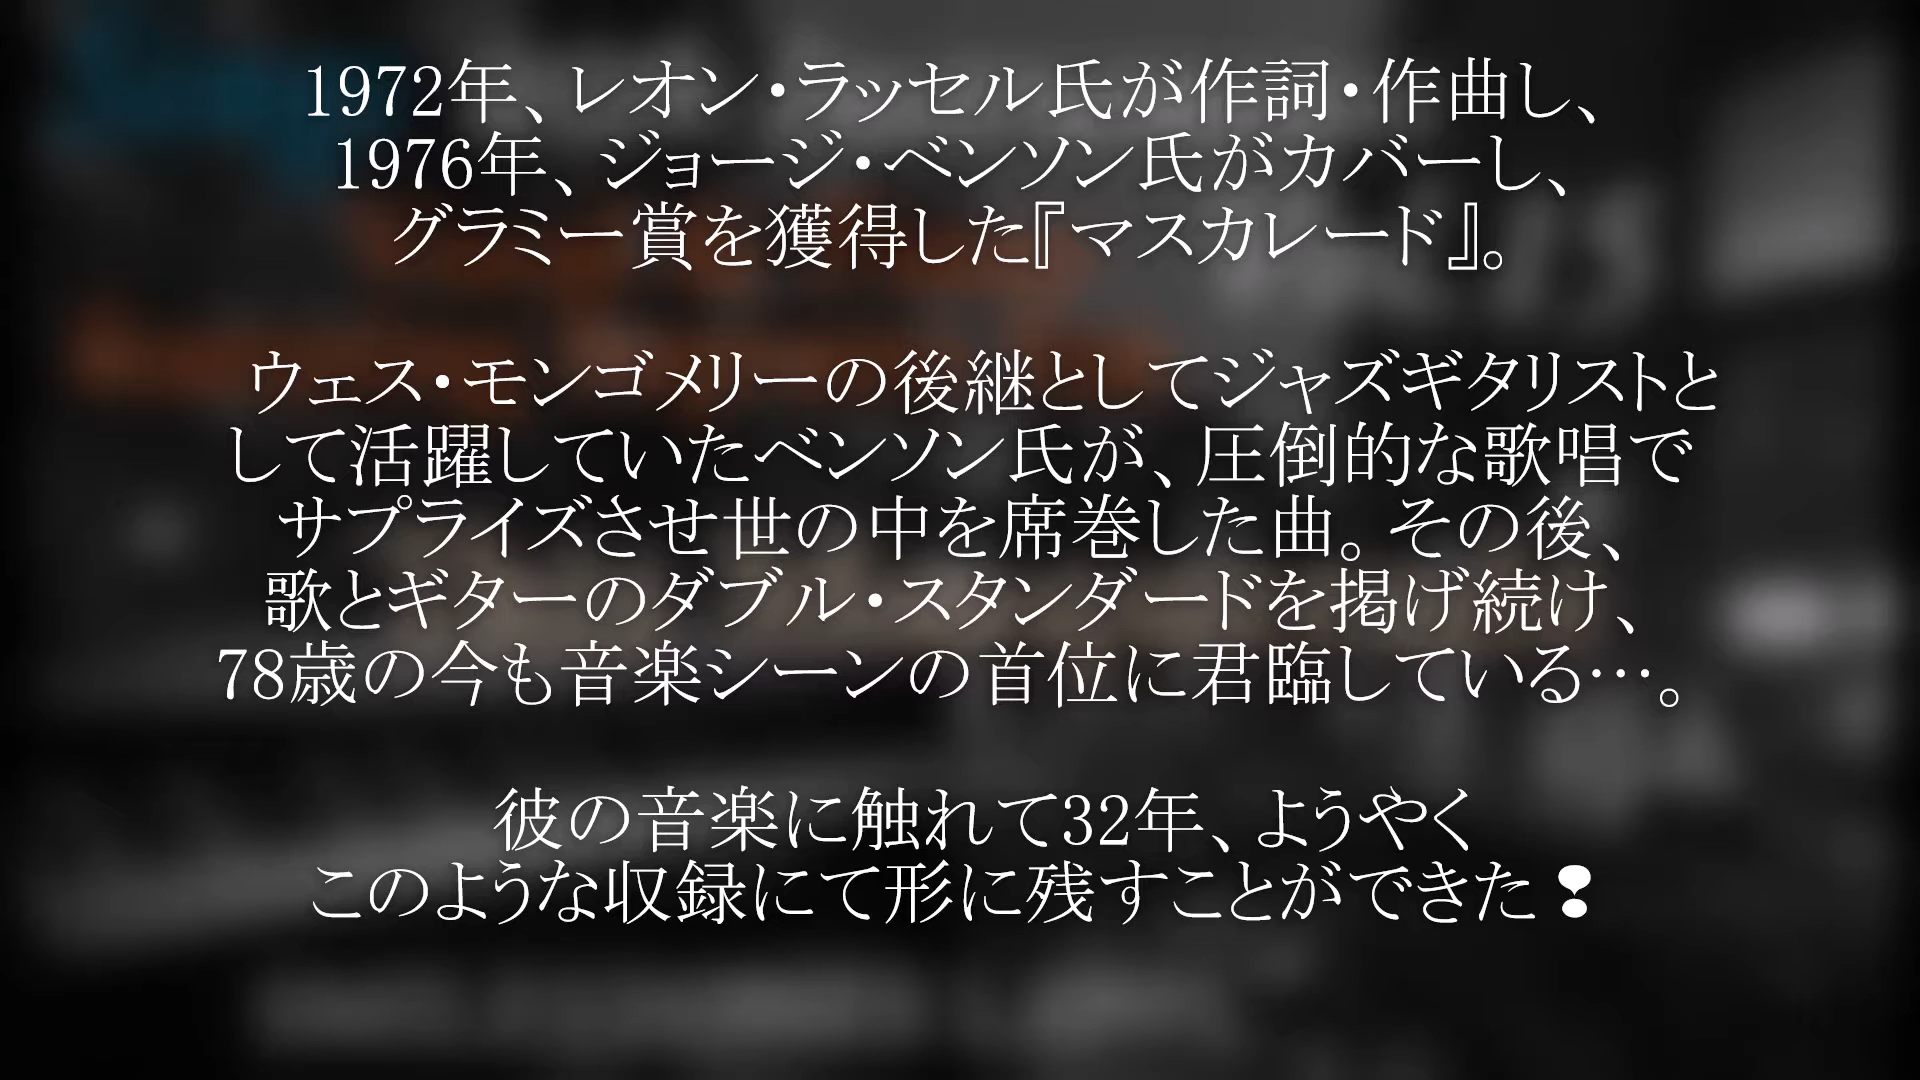 1972年、レオン・ラッセル氏が作詞・作曲し、
1976年、ジョージ・ベンソン氏がカバーし、
グラミー賞を獲得した『マスカレード』。
ウェス・モンゴメリーの後継としてジャズギタリストと
して活躍していたベンソン氏が、圧倒的な歌唱で
サプライズさせ世の中を席巻した曲。その後、
歌とギターのダブル・スタンダードを掲げ続け、
78歳の今も音楽シーンの首位に君臨している…。
彼の音楽に触れて32年、ようやく
このような収録にて形に残すことができた❢